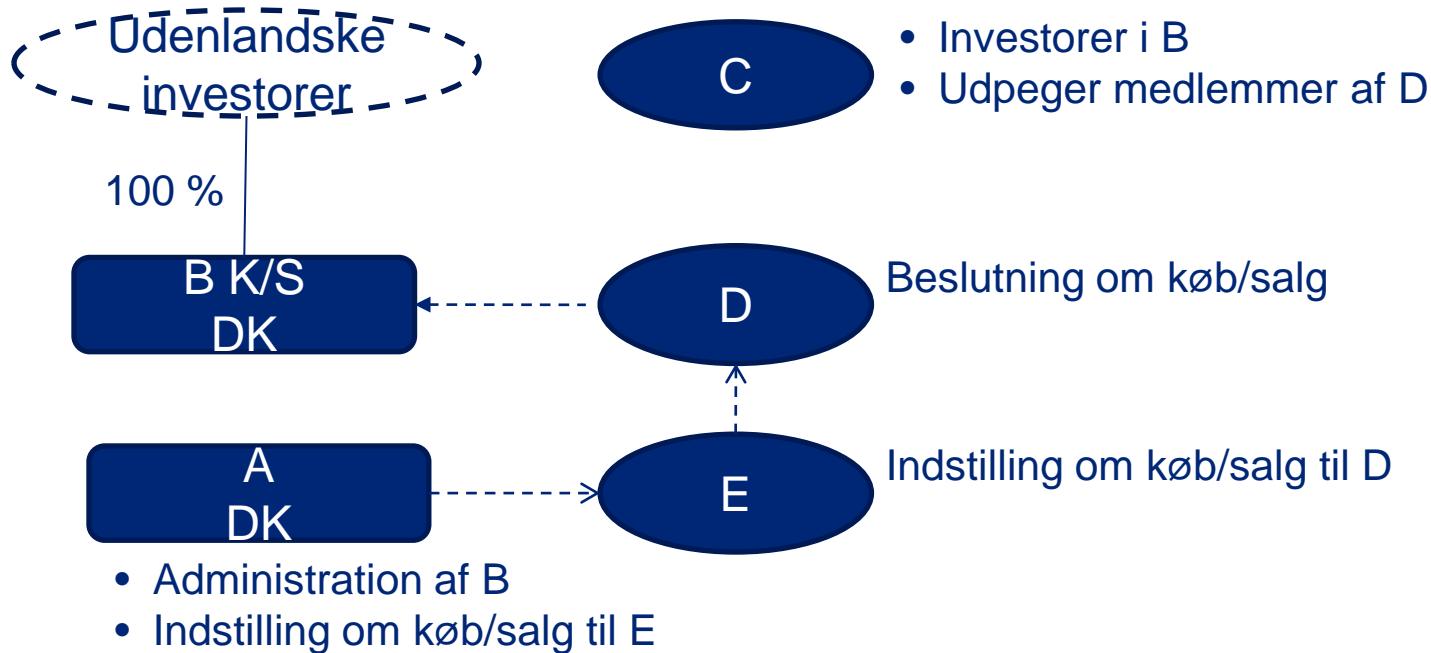 Udenlandske
investorer
C
• Investorer i B
• Udpeger medlemmer af D
100 %
B K/S
DK
D
Beslutning om køb/salg
A
DK
E
Indstilling om køb/salg til D
• Administration af B
• Indstilling om køb/salg til E